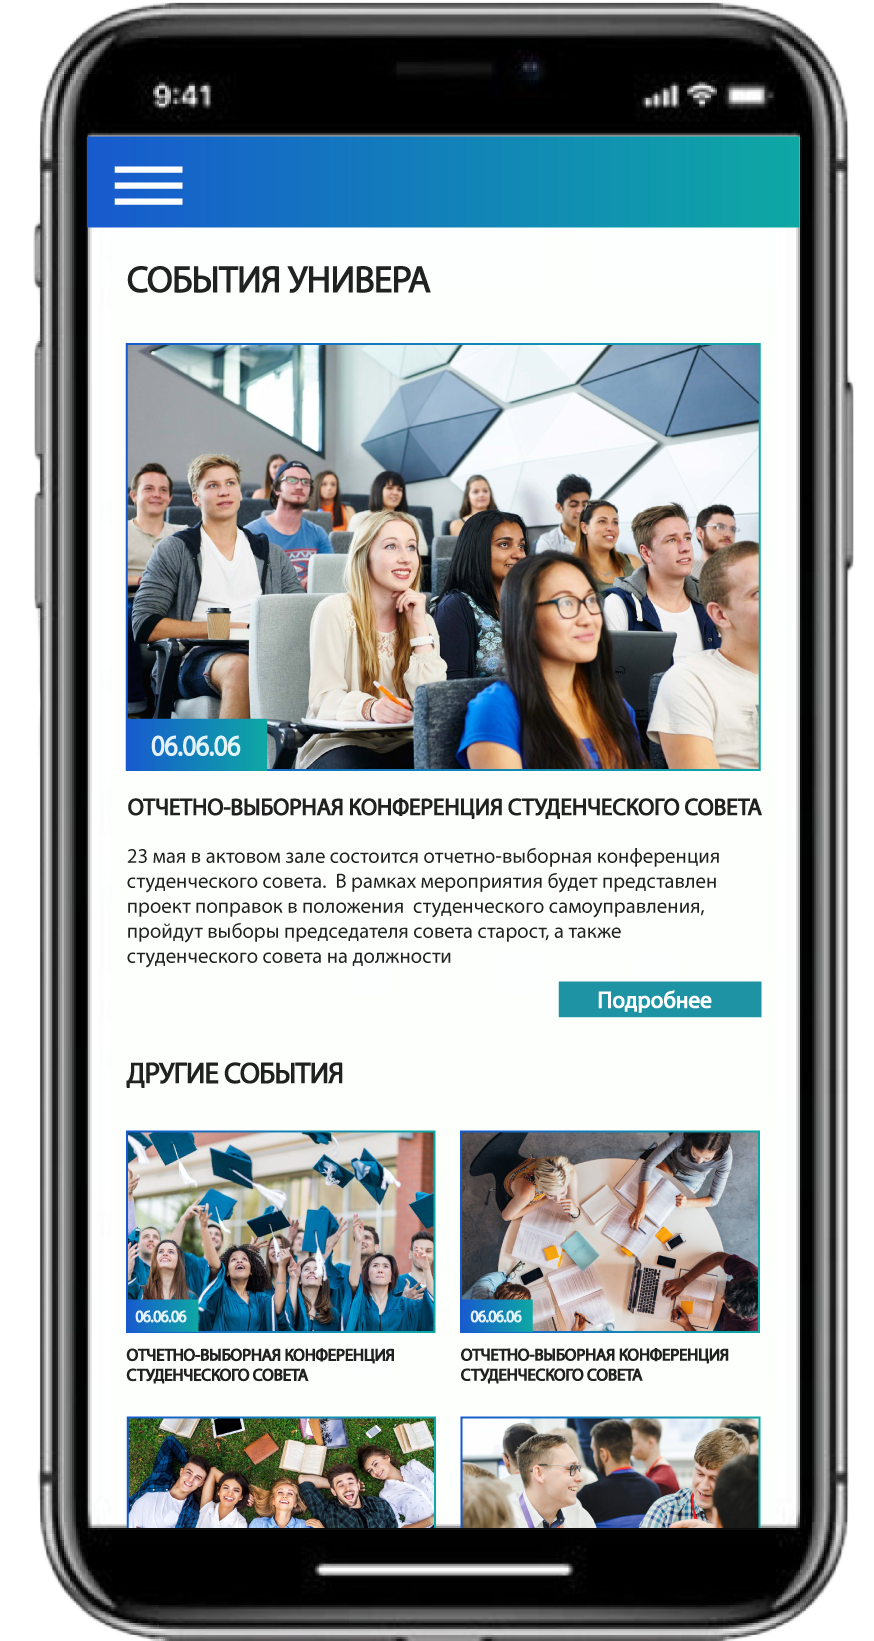 9:41
СОБЫТИЯ УНИВЕРА
06.06.06
ОТЧЕТНО-ВЫБОРНАЯ КОНФЕРЕНЦИЯ СТУДЕНЧЕСКОГО СОВЕТА
23 мая в актовом зале состоится отчетно-выборная конференция
студенческого совета.  В рамках мероприятия будет представлен
проект поправок в положения  студенческого самоуправления,
пройдут выборы председателя совета старост, а также
студенческого совета на должности
Подробнее
ДРУГИЕ СОБЫТИЯ
06.06.06
06.06.06
ОТЧЕТНО-ВЫБОРНАЯ КОНФЕРЕНЦИЯ
СТУДЕНЧЕСКОГО СОВЕТА
ОТЧЕТНО-ВЫБОРНАЯ КОНФЕРЕНЦИЯ
СТУДЕНЧЕСКОГО СОВЕТА